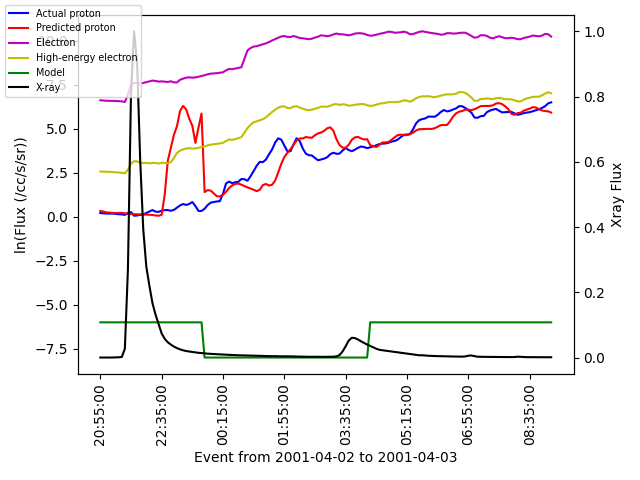 Actual proton
Predicted proton
Electron
High-energy electron
Model
X-ray
10.0
7.5
5.0
2.5
0.0
−2.5
−5.0
−7.5
ln(Flux (/cc/s/sr))
1.0
0.8
0.6
0.4
0.2
0.0
Xray Flux
20:55:00
22:35:00
00:15:00
01:55:00
03:35:00
05:15:00
06:55:00
08:35:00
Event from 2001-04-02 to 2001-04-03